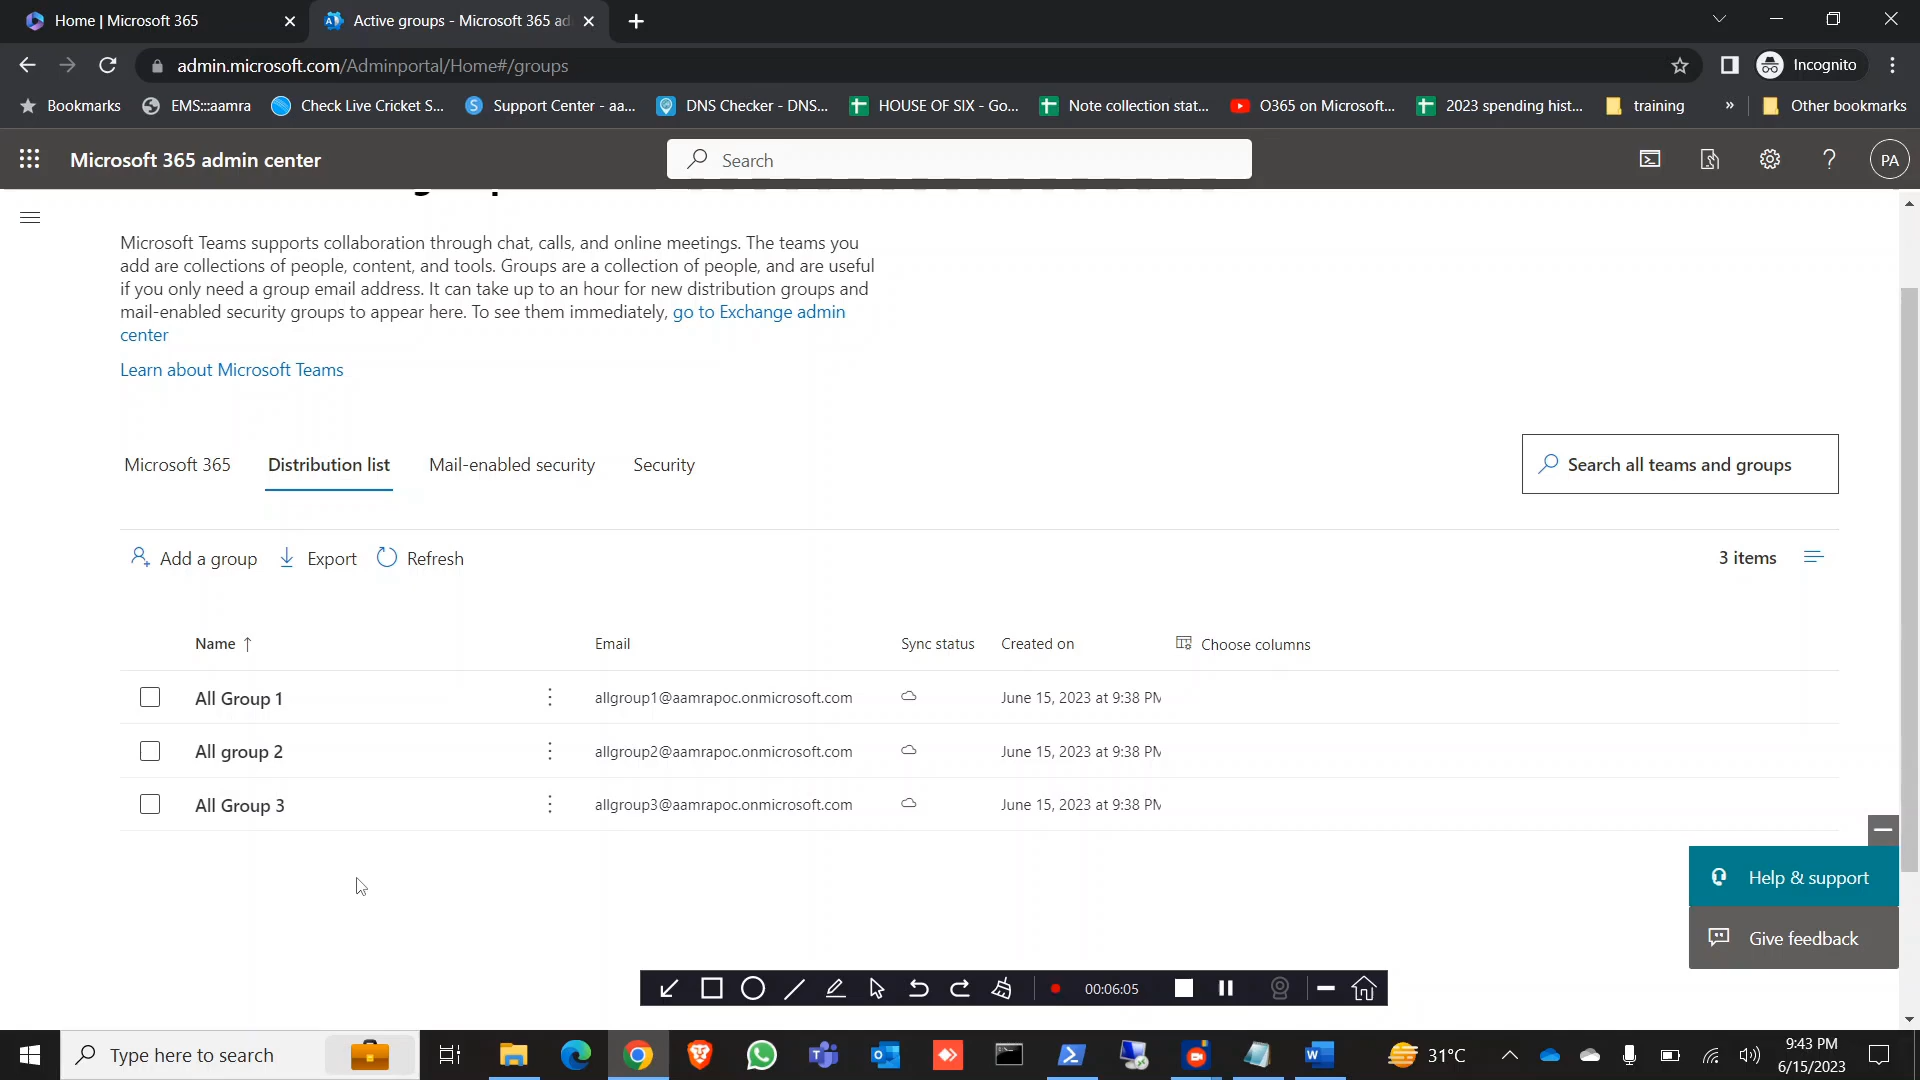 Home | Microsoft 365
Active groups - Microsoft 365 ad
admin.microsoft.com/Adminportal/Home#/groups
Incognito
Bookmarks
EMS:::aamra
Check Live Cricket S...
Support Center - aa...
DNS Checker - DNS...
HOUSE OF SIX - Go...
Note collection stat...
O365 on Microsoft...
2023 spending hist...
training
»
Other bookmarks
Microsoft 365 admin center
Search
PA
Microsoft Teams supports collaboration through chat, calls, and online meetings. The teams you
add are collections of people, content, and tools. Groups are a collection of people, and are useful
if you only need a group email address. It can take up to an hour for new distribution groups and
mail-enabled security groups to appear here. To see them immediately, go to Exchange admin
center
Learn about Microsoft Teams
Microsoft 365
Distribution list
Mail-enabled security
Security
Search all teams and groups
Add a group
Export
Refresh
3 items
Name ↑
Email
Sync status
Created on
Choose columns
All Group 1
allgroup1@aamrapoc.onmicrosoft.com
June 15, 2023 at 9:38 PM
All group 2
allgroup2@aamrapoc.onmicrosoft.com
June 15, 2023 at 9:38 PM
All Group 3
allgroup3@aamrapoc.onmicrosoft.com
June 15, 2023 at 9:38 PM
Help & support
Give feedback
00:06:05
Type here to search
31°C
9:43 PM
6/15/2023